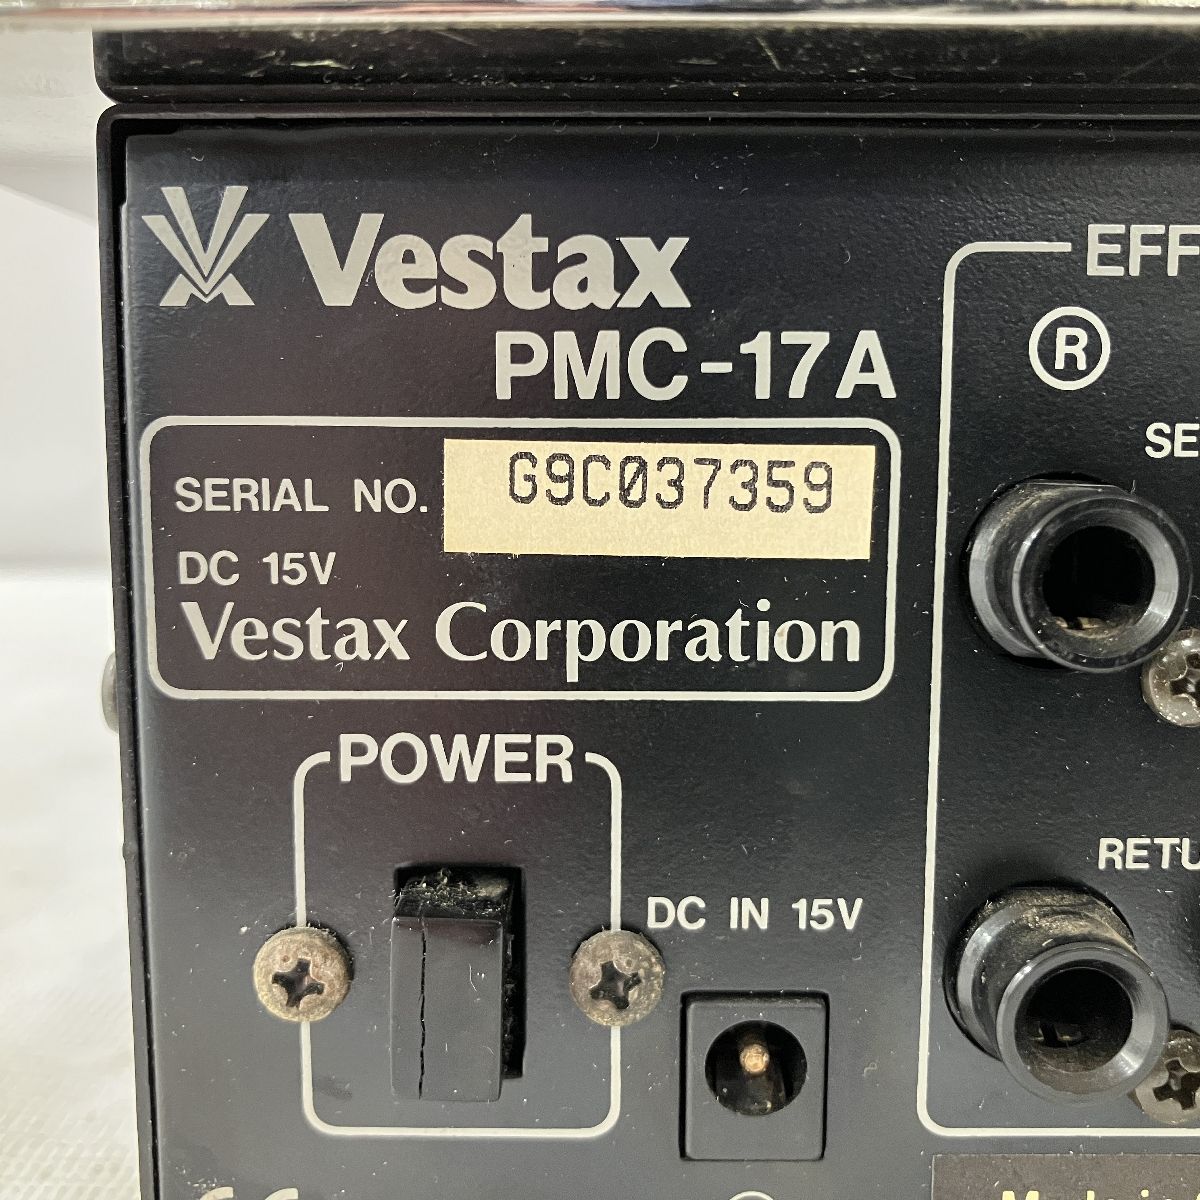 Vestax
PMC-17A
SERIAL NO. G9C037359
DC 15V
Vestax Corporation
POWER
DC IN 15V
EFF
R
SE
RETU